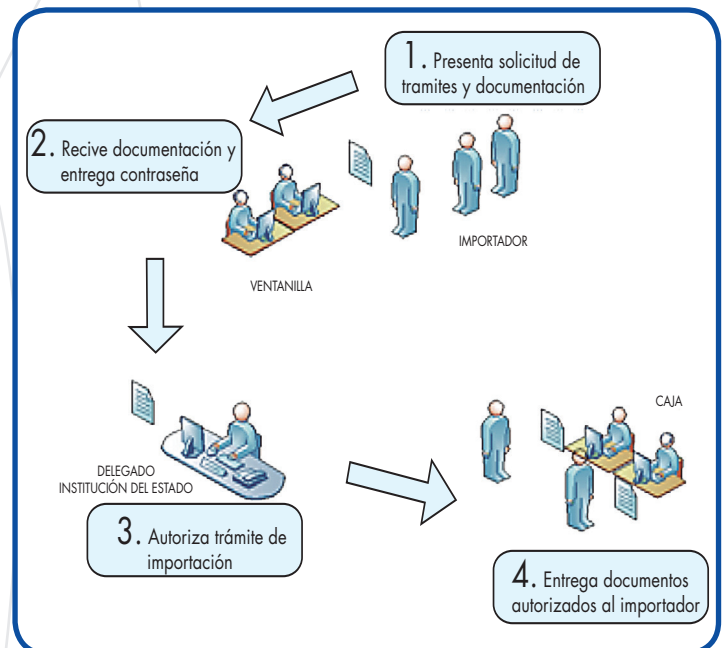 1. Presenta solicitud de
tramites y documentación
2. Recive documentación y
entrega contraseña
IMPORTADOR
VENTANILLA
DELEGADO
INSTITUCIÓN DEL ESTADO
3. Autoriza trámite de
importación
CAJA
4. Entrega documentos
autorizados al importador